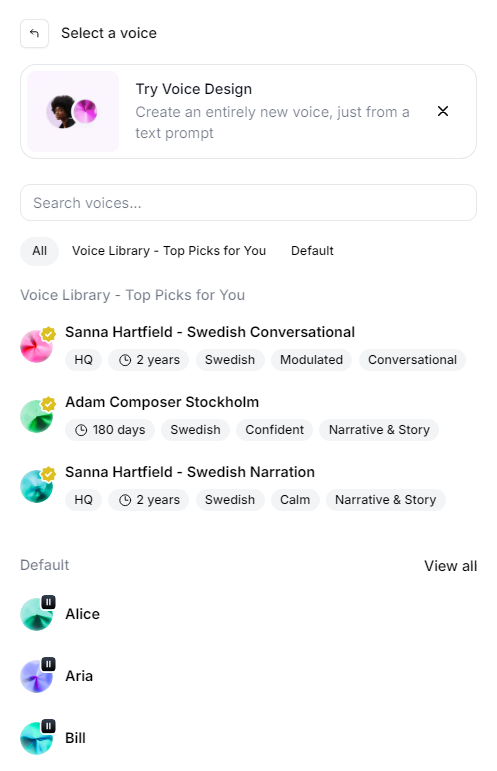 Select a voice
Try Voice Design
Create an entirely new voice, just from a
text prompt
Search voices...
All Voice Library - Top Picks for You Default
Voice Library - Top Picks for You
Sanna Hartfield - Swedish Conversational
HQ 2 years Swedish Modulated Conversational
Adam Composer Stockholm
180 days Swedish Confident Narrative & Story
Sanna Hartfield - Swedish Narration
HQ 2 years Swedish Calm Narrative & Story
Default View all
Alice
Aria
Bill